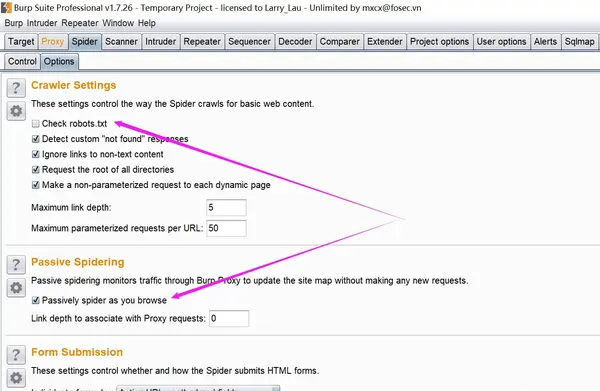 Burp Suite Professional v1.7.26 - Temporary Project - licensed to Larry_Lau - Unlimited by mxcx@fosec.vn
Burp Intruder Repeater Window Help
Target Proxy Spider Scanner Intruder Repeater Sequencer Decoder Comparer Extender Project options User options Alerts Sqlmap
Control Options
? Crawler Settings
These settings control the way the Spider crawls for basic web content.
Check robots.txt
Detect custom "not found" responses
Ignore links to non-text content
Request the root of all directories
Make a non-parameterized request to each dynamic page
Maximum link depth: 5
Maximum parameterized requests per URL: 50
? Passive Spidering
Passive spidering monitors traffic through Burp Proxy to update the site map without making any new requests.
Passively spider as you browse
Link depth to associate with Proxy requests: 0
? Form Submission
These settings control whether and how the Spider submits HTML forms.